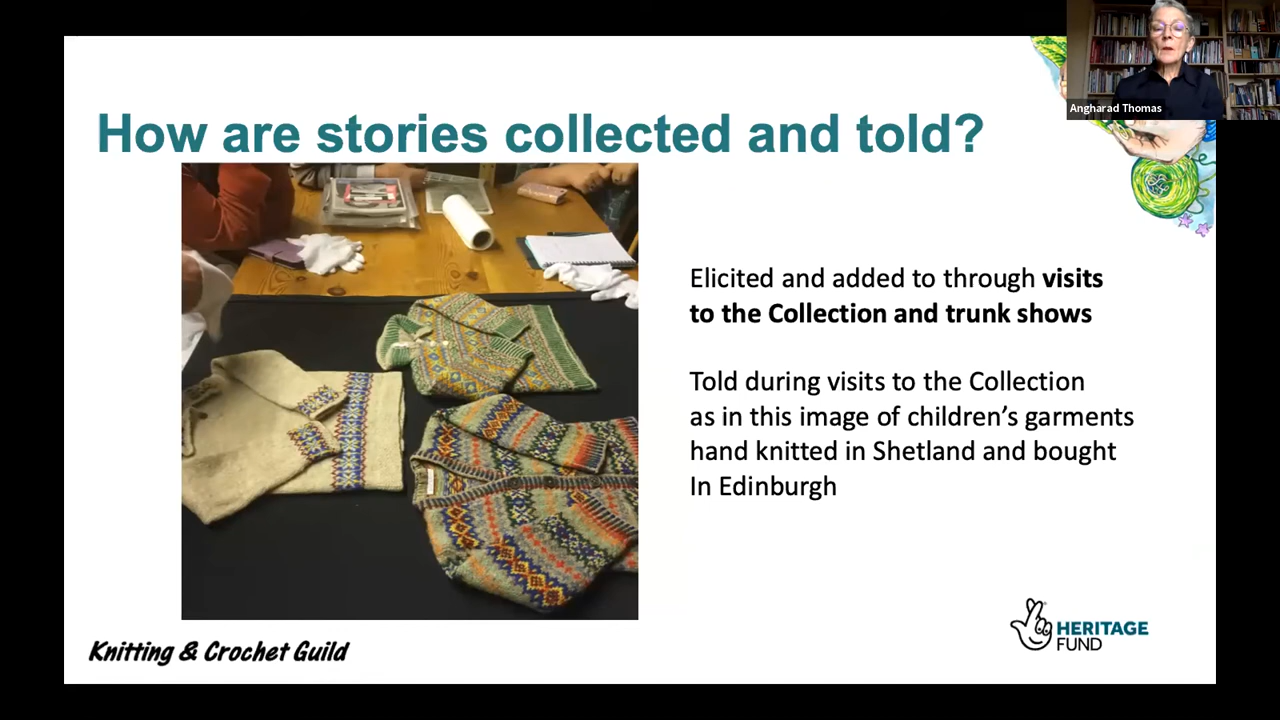 Angharad Thomas
How are stories collected and told?
Elicited and added to through visits
to the Collection and trunk shows
Told during visits to the Collection
as in this image of children’s garments
hand knitted in Shetland and bought
In Edinburgh
Knitting & Crochet Guild
HERITAGE
FUND